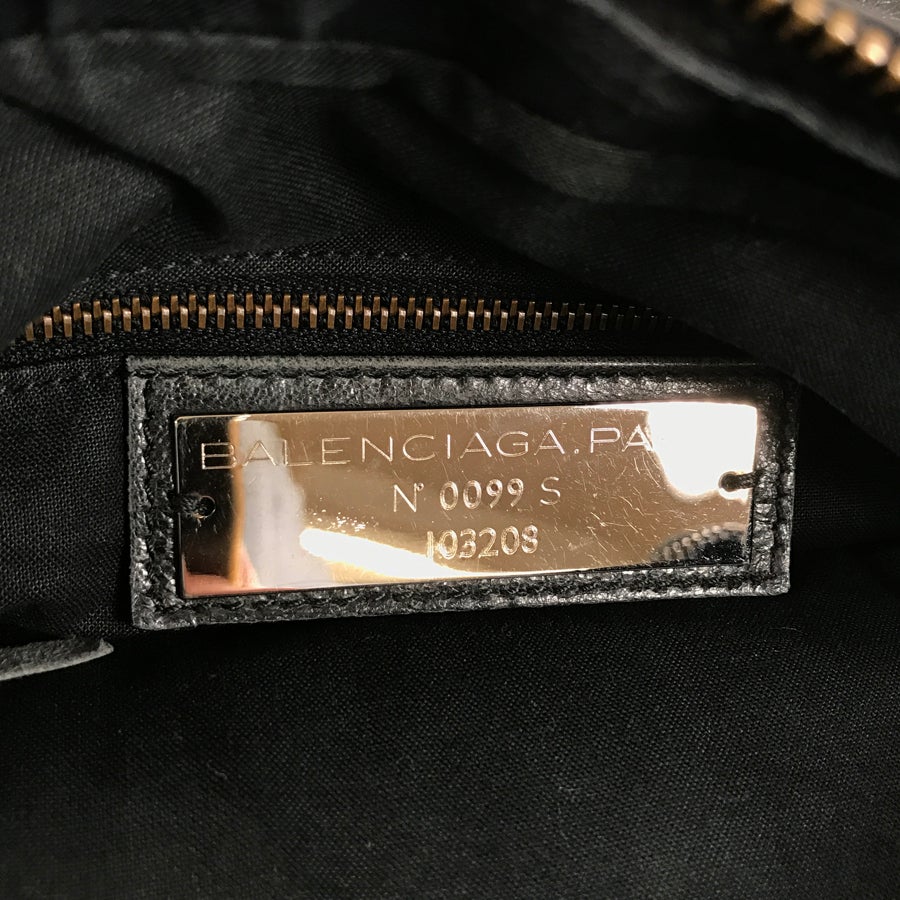 BALENCIAGA.PA
N° 0099 S
103208